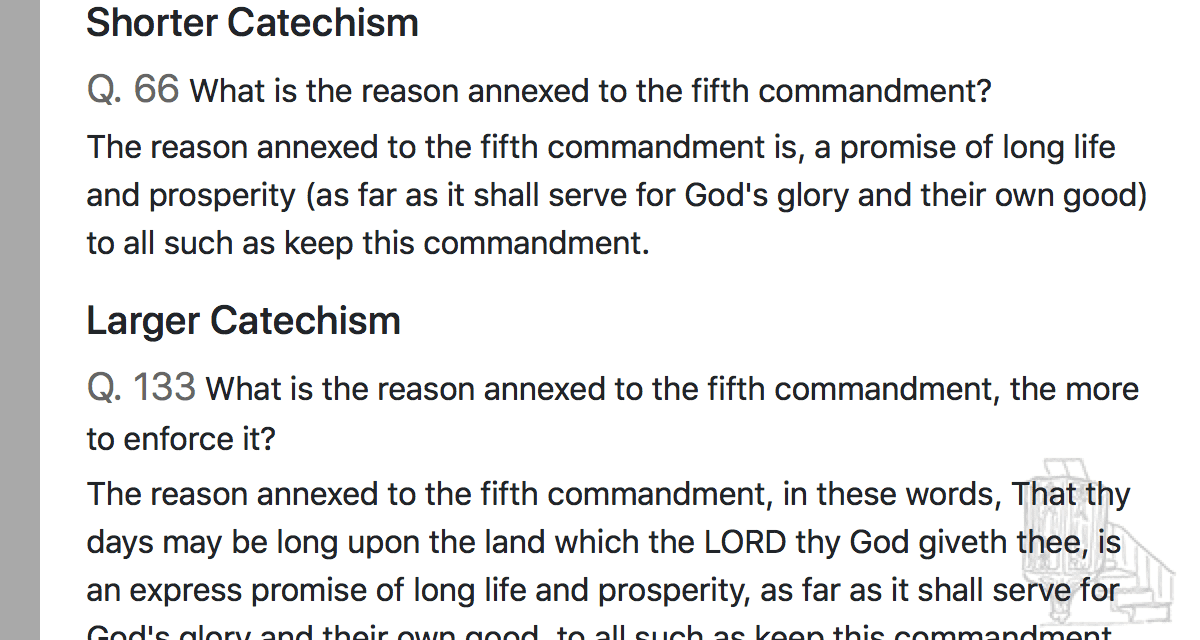 Shorter Catechism
Q. 66 What is the reason annexed to the fifth commandment?
The reason annexed to the fifth commandment is, a promise of long life
and prosperity (as far as it shall serve for God's glory and their own good)
to all such as keep this commandment.
Larger Catechism
Q. 133 What is the reason annexed to the fifth commandment, the more
to enforce it?
The reason annexed to the fifth commandment, in these words, That thy
days may be long upon the land which the LORD thy God giveth thee, is
an express promise of long life and prosperity, as far as it shall serve for
God's glory and their own good, to all such as keep this commandment.